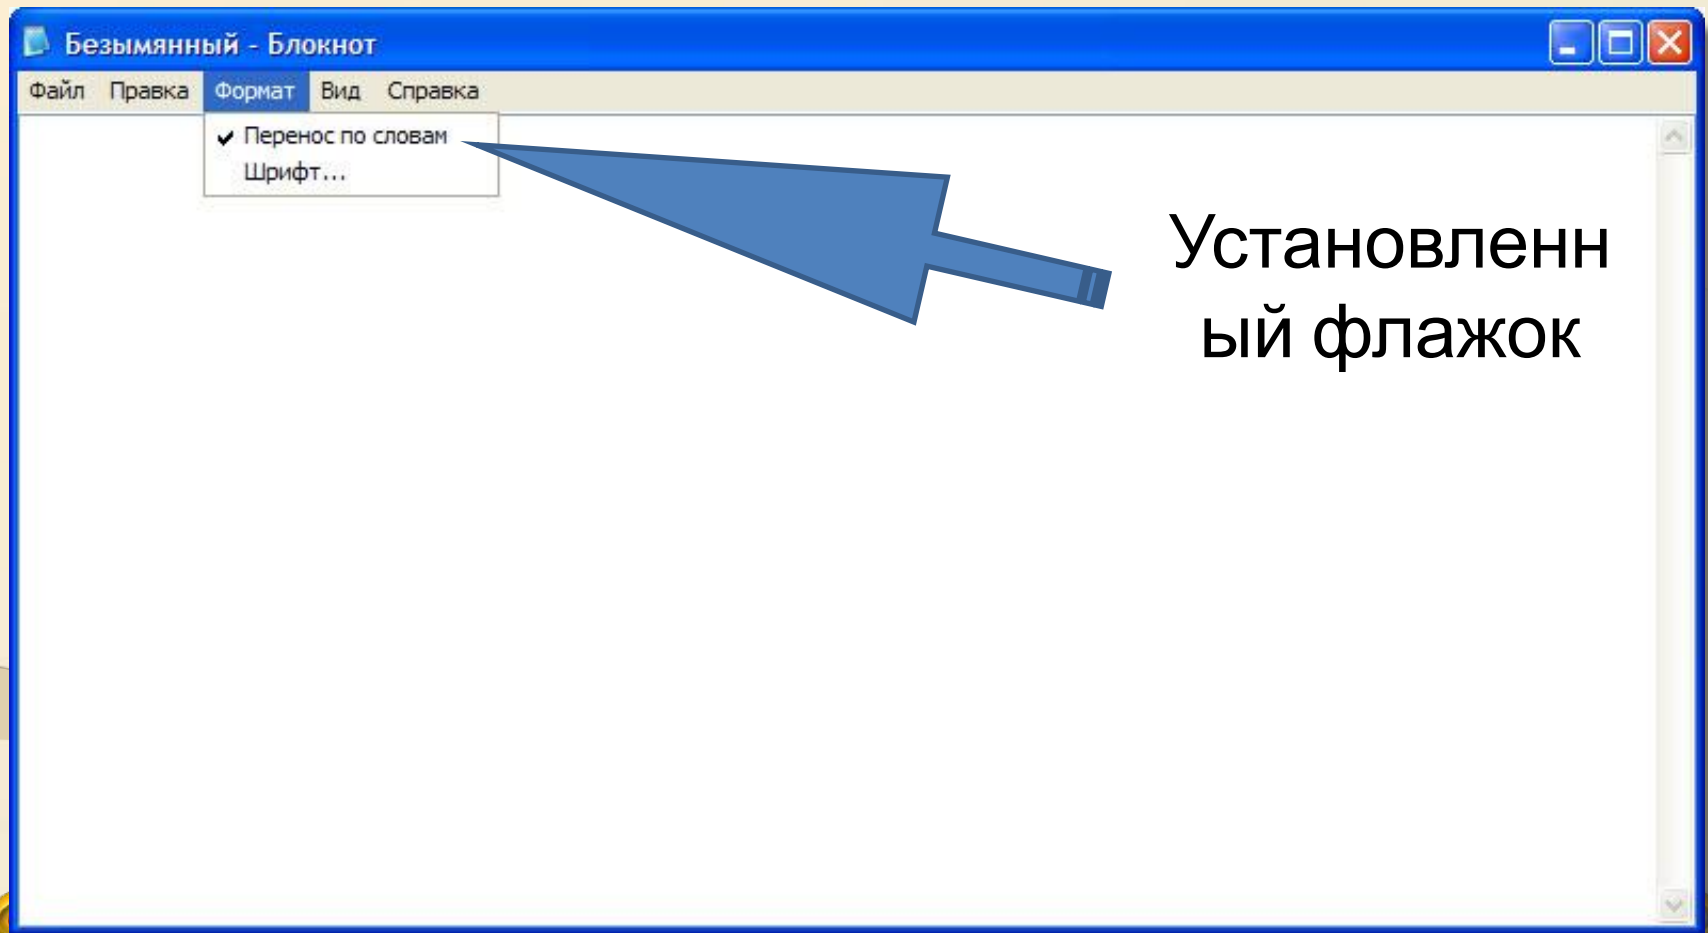 Безымянный - Блокнот
Файл Правка Формат Вид Справка
Перенос по словам
Шрифт...
Установленн
ый флажок